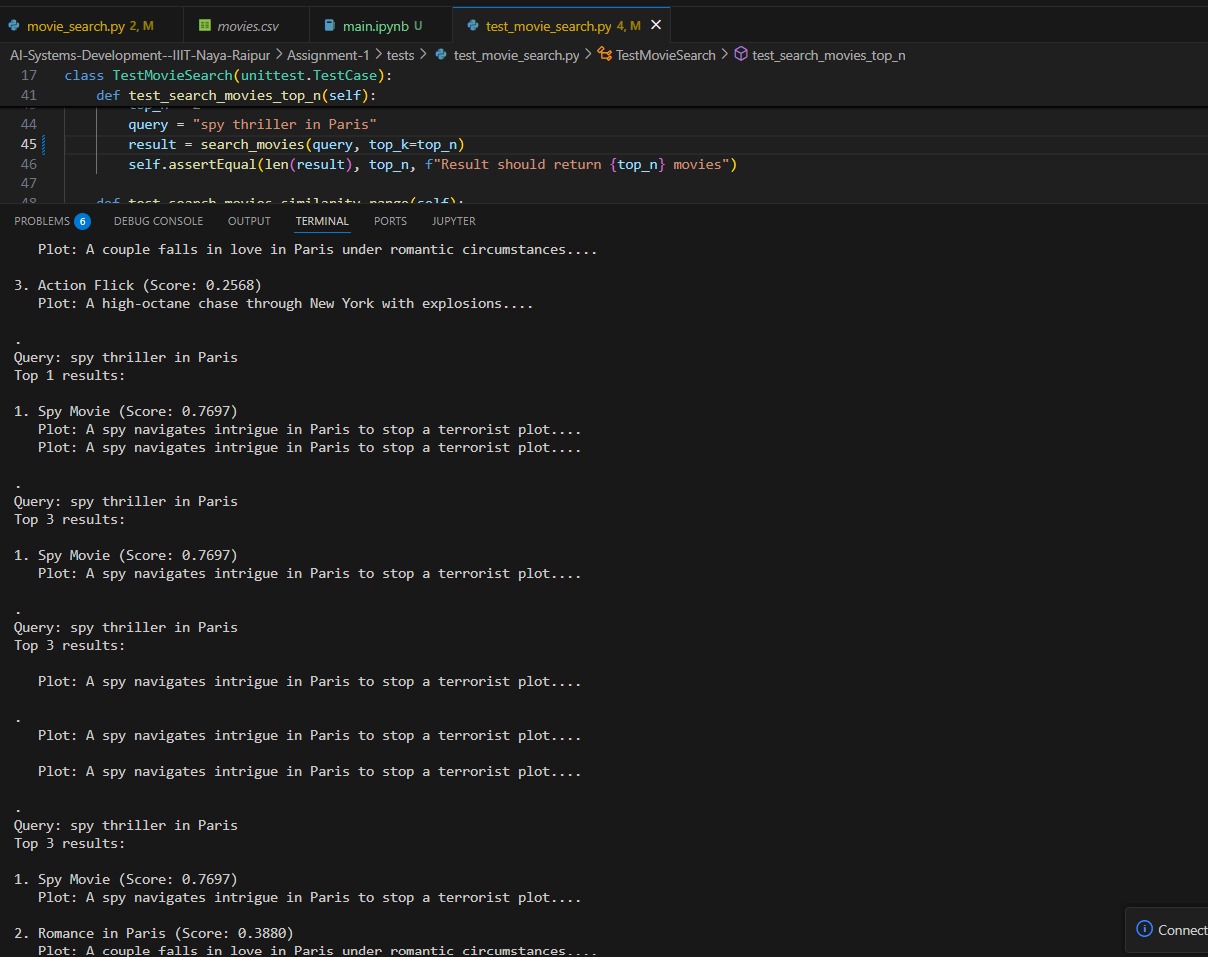 movie_search.py 2, M
movies.csv
main.ipynb U
test_movie_search.py 4, M
AI-Systems-Development--IIIT-Naya-Raipur > Assignment-1 > tests > test_movie_search.py > TestMovieSearch > test_search_movies_top_n
17 class TestMovieSearch(unittest.TestCase):
41 def test_search_movies_top_n(self):
44 query = "spy thriller in Paris"
45 result = search_movies(query, top_k=top_n)
46 self.assertEqual(len(result), top_n, f"Result should return {top_n} movies")
47
48 def test_search_movies_similarity_range(self):
PROBLEMS 6 DEBUG CONSOLE OUTPUT TERMINAL PORTS JUPYTER
Plot: A couple falls in love in Paris under romantic circumstances....
3. Action Flick (Score: 0.2568)
Plot: A high-octane chase through New York with explosions....
.
Query: spy thriller in Paris
Top 1 results:
1. Spy Movie (Score: 0.7697)
Plot: A spy navigates intrigue in Paris to stop a terrorist plot....
Plot: A spy navigates intrigue in Paris to stop a terrorist plot....
.
Query: spy thriller in Paris
Top 3 results:
1. Spy Movie (Score: 0.7697)
Plot: A spy navigates intrigue in Paris to stop a terrorist plot....
.
Query: spy thriller in Paris
Top 3 results:
Plot: A spy navigates intrigue in Paris to stop a terrorist plot....
.
Plot: A spy navigates intrigue in Paris to stop a terrorist plot....
Plot: A spy navigates intrigue in Paris to stop a terrorist plot....
.
Query: spy thriller in Paris
Top 3 results:
1. Spy Movie (Score: 0.7697)
Plot: A spy navigates intrigue in Paris to stop a terrorist plot....
2. Romance in Paris (Score: 0.3880)
Plot: A couple falls in love in Paris under romantic circumstances....
Connect